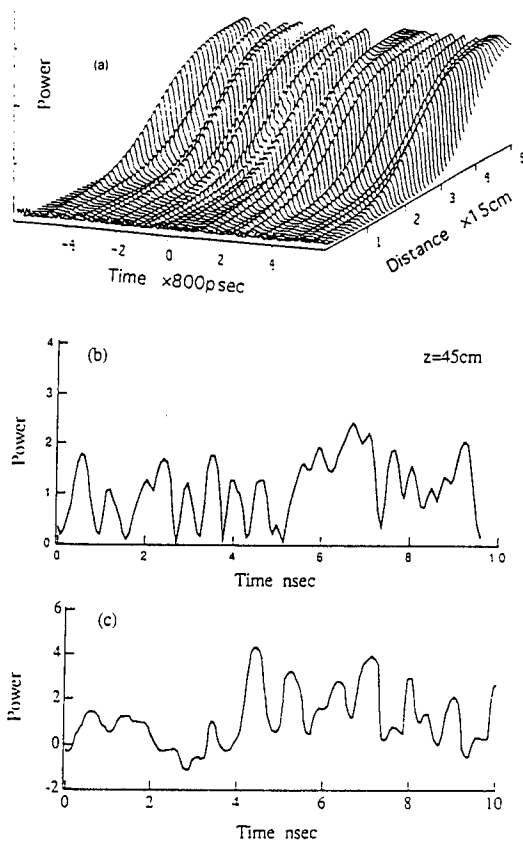 (a)
Power
-4 -2 0 2 4
Time ×800psec
1 2 3 4 5
Distance ×15cm
4
(b)
z=45cm
3
Power
2
1
0
0 2 4 6 8 10
Time nsec
6
(c)
4
Power
2
0
-2
0 2 4 6 8 10
Time nsec